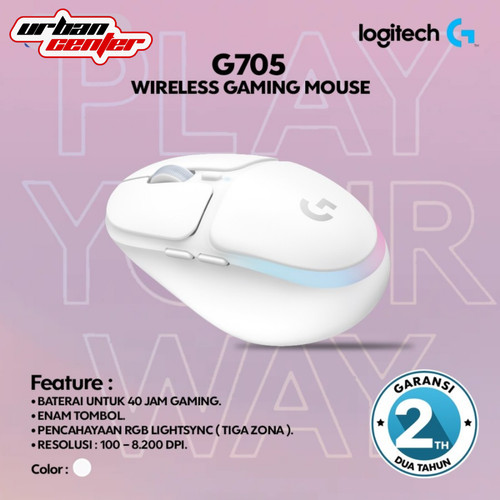 urban
center
logitech G
G705
WIRELESS GAMING MOUSE
PLAY
YOUR
WAY
Feature :
• BATERAI UNTUK 40 JAM GAMING.
• ENAM TOMBOL.
• PENCAHAYAAN RGB LIGHTSYNC ( TIGA ZONA ).
• RESOLUSI : 100 – 8.200 DPI.
Color :
GARANSI
2TH
DUA TAHUN